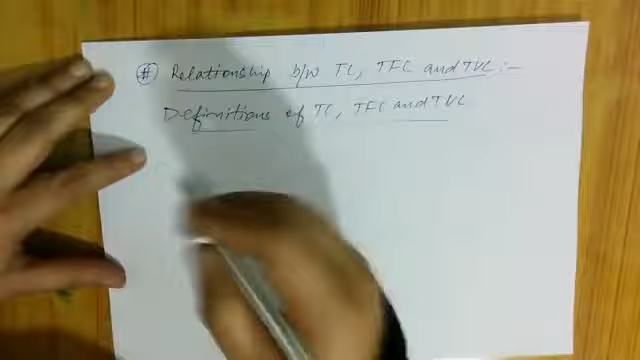 # Relationship b/w TC, TFC and TVC :-
Definitions of TC, TFC and TVC